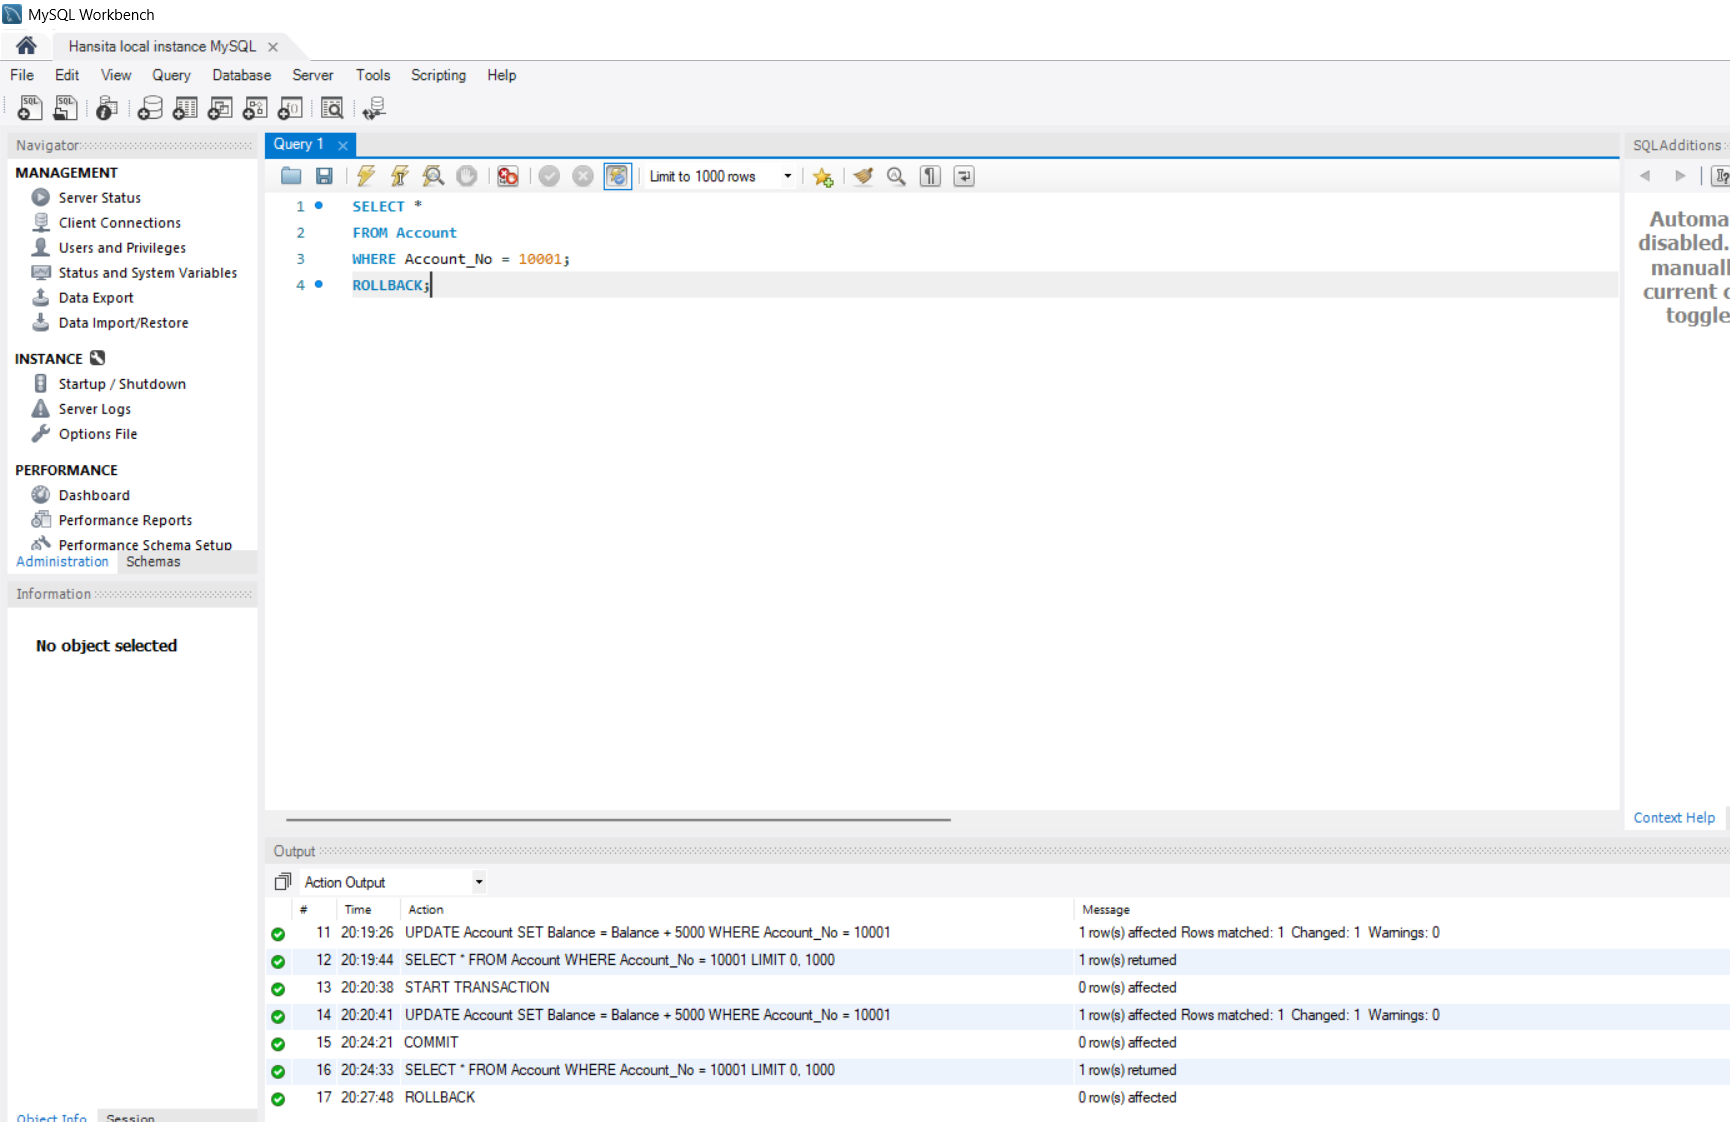 MySQL Workbench
Hansita local instance MySQL
File Edit View Query Database Server Tools Scripting Help
Navigator
MANAGEMENT
Server Status
Client Connections
Users and Privileges
Status and System Variables
Data Export
Data Import/Restore
INSTANCE
Startup / Shutdown
Server Logs
Options File
PERFORMANCE
Dashboard
Performance Reports
Performance Schema Setup
Administration Schemas
Information
No object selected
Object Info Session
Query 1
Limit to 1000 rows
1 SELECT *
2 FROM Account
3 WHERE Account_No = 10001;
4 ROLLBACK;
SQLAdditions
Automa
disabled.
manuall
current c
toggle
Context Help
Output
Action Output
# Time Action Message
11 20:19:26 UPDATE Account SET Balance = Balance + 5000 WHERE Account_No = 10001 1 row(s) affected Rows matched: 1 Changed: 1 Warnings: 0
12 20:19:44 SELECT * FROM Account WHERE Account_No = 10001 LIMIT 0, 1000 1 row(s) returned
13 20:20:38 START TRANSACTION 0 row(s) affected
14 20:20:41 UPDATE Account SET Balance = Balance + 5000 WHERE Account_No = 10001 1 row(s) affected Rows matched: 1 Changed: 1 Warnings: 0
15 20:24:21 COMMIT 0 row(s) affected
16 20:24:33 SELECT * FROM Account WHERE Account_No = 10001 LIMIT 0, 1000 1 row(s) returned
17 20:27:48 ROLLBACK 0 row(s) affected